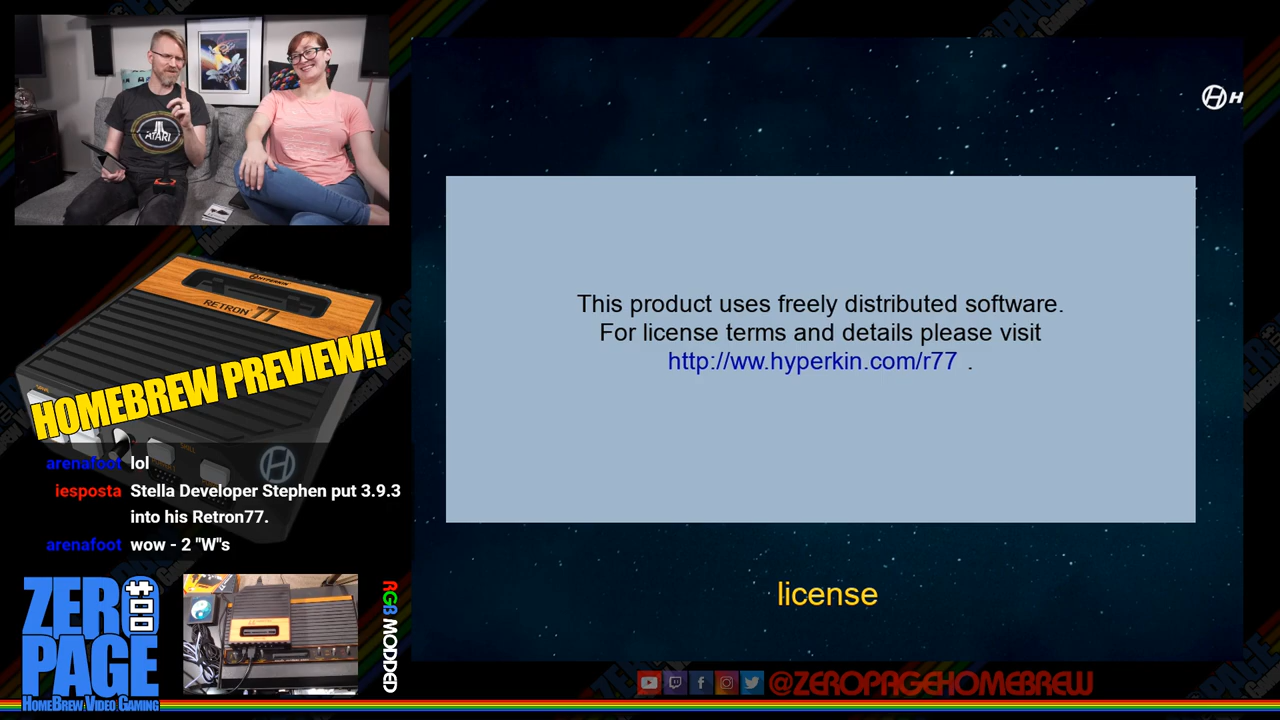 ATARI
H
HYPERKIN
RETRON 77
HOMEBREW PREVIEW!!
This product uses freely distributed software.
For license terms and details please visit
http://ww.hyperkin.com/r77 .
license
arenafoot lol
iesposta Stella Developer Stephen put 3.9.3
into his Retron77.
arenafoot wow - 2 "W"s
ZERO
PAGE
HOMEBREW VIDEO GAMING
RGB MODDED
@ZEROPAGEHOMEBREW